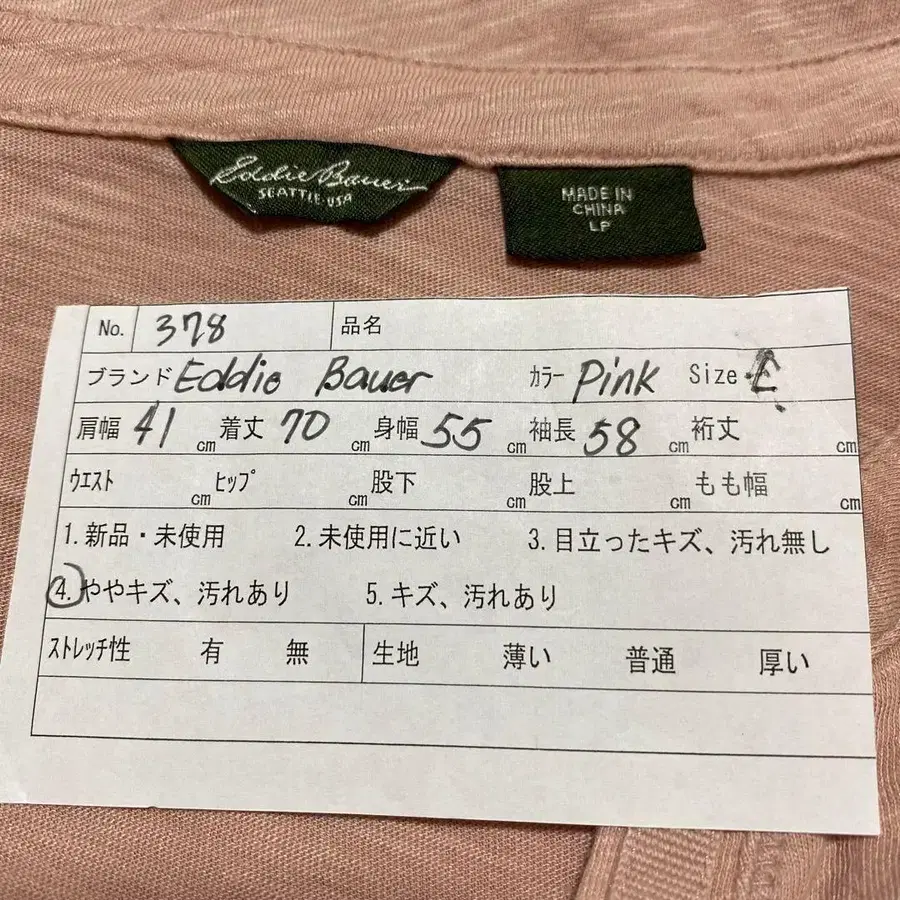 Eddie Bauer
SEATTLE·USA
MADE IN
CHINA
LP
No. 378 品名
ブランド Eddie Bauer カラー Pink Size
肩幅 41 cm 着丈 70 cm 身幅 55 cm 袖長 58 cm 裄丈 cm
ウエスト cm ヒップ cm 股下 cm 股上 cm もも幅 cm
1. 新品・未使用 2. 未使用に近い 3. 目立ったキズ、汚れ無し
4. ややキズ、汚れあり 5. キズ、汚れあり
ストレッチ性 有 無 生地 薄い 普通 厚い